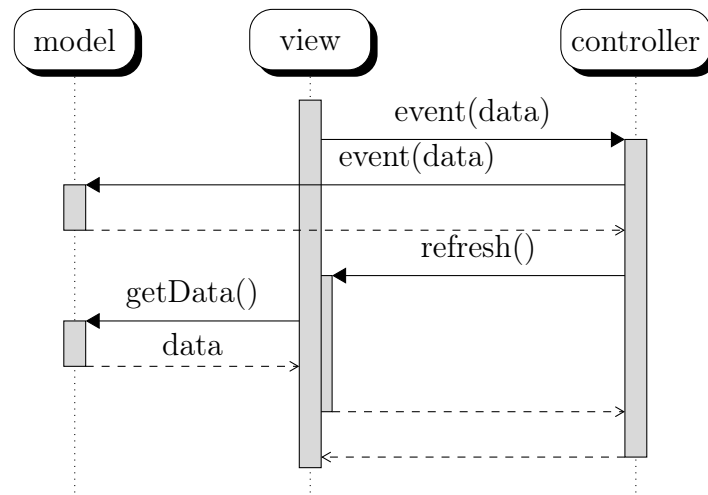 model
view
controller
event(data)
event(data)
refresh()
getData()
data